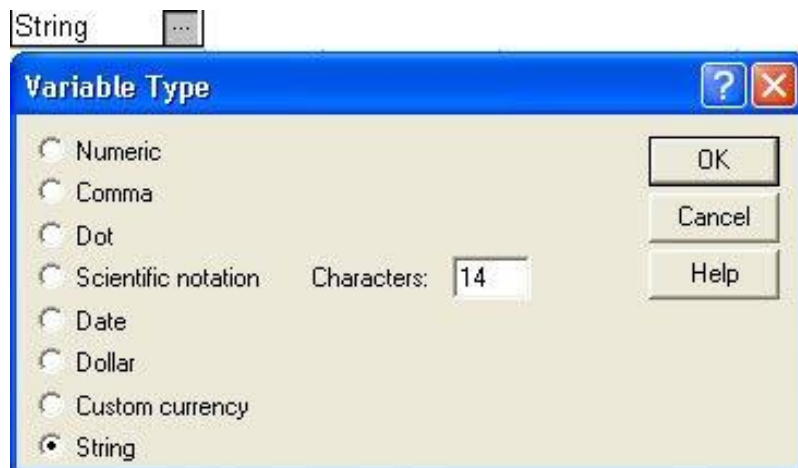 String ...
Variable Type
Numeric
OK
Comma
Cancel
Dot
Scientific notation Characters: 14
Help
Date
Dollar
Custom currency
String